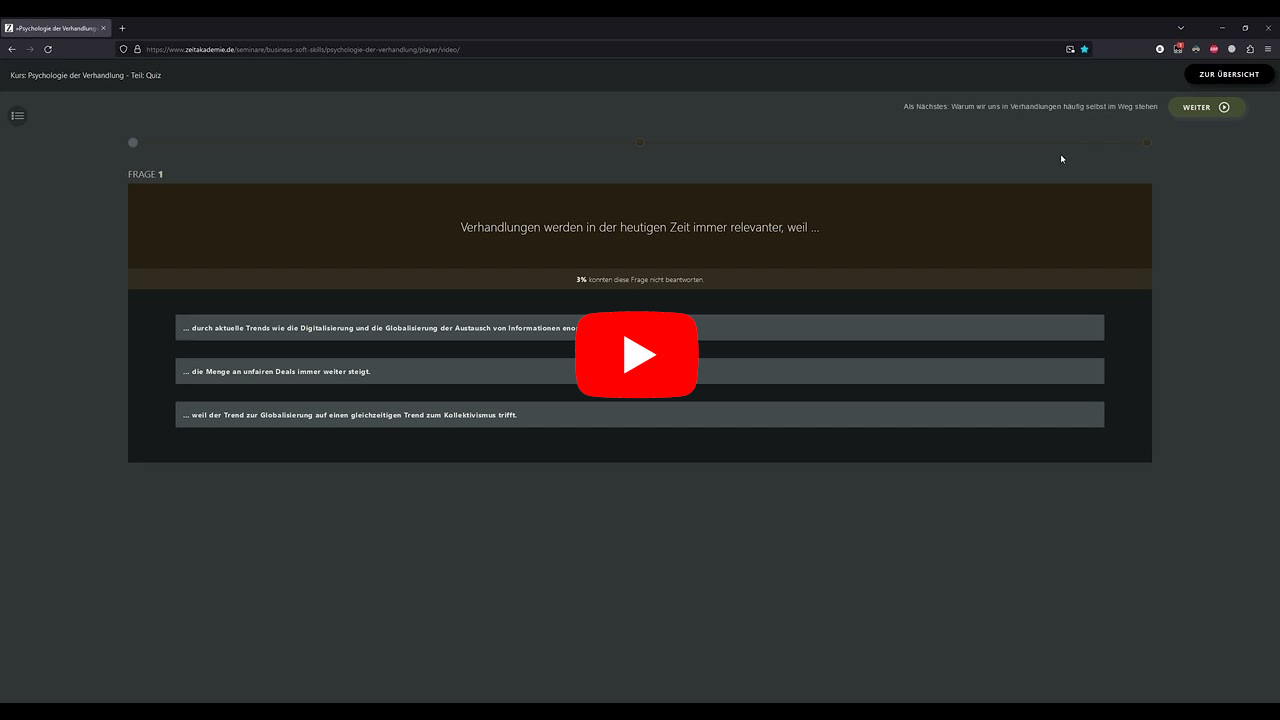 »Psychologie der Verhandlung
https://www.zeitakademie.de/seminare/business-soft-skills/psychologie-der-verhandlung/player/video/
Kurs: Psychologie der Verhandlung - Teil: Quiz
ZUR ÜBERSICHT
Als Nächstes: Warum wir uns in Verhandlungen häufig selbst im Weg stehen
WEITER
FRAGE 1
Verhandlungen werden in der heutigen Zeit immer relevanter, weil ...
3% konnten diese Frage nicht beantworten.
... durch aktuelle Trends wie die Digitalisierung und die Globalisierung der Austausch von Informationen
... die Menge an unfairen Deals immer weiter steigt.
... weil der Trend zur Globalisierung auf einen gleichzeitigen Trend zum Kollektivismus trifft.